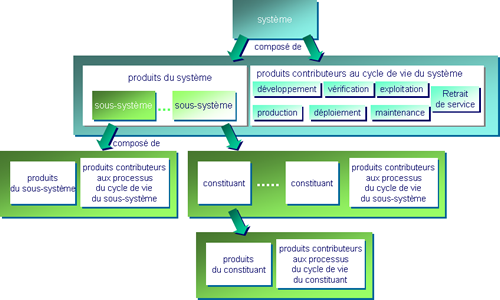 système
composé de
produits du système
produits contributeurs au cycle de vie du système
sous-système
...
sous-système
développement
vérification
exploitation
Retrait
de service
production
déploiement
maintenance
composé de
produits
du sous-système
produits contributeurs
aux processus
du cycle de vie
du sous-système
constituant
.....
constituant
produits contributeurs
aux processus
du cycle de vie
du sous-système
produits
du constituant
produits contributeurs
aux processus
du cycle de vie
du constituant